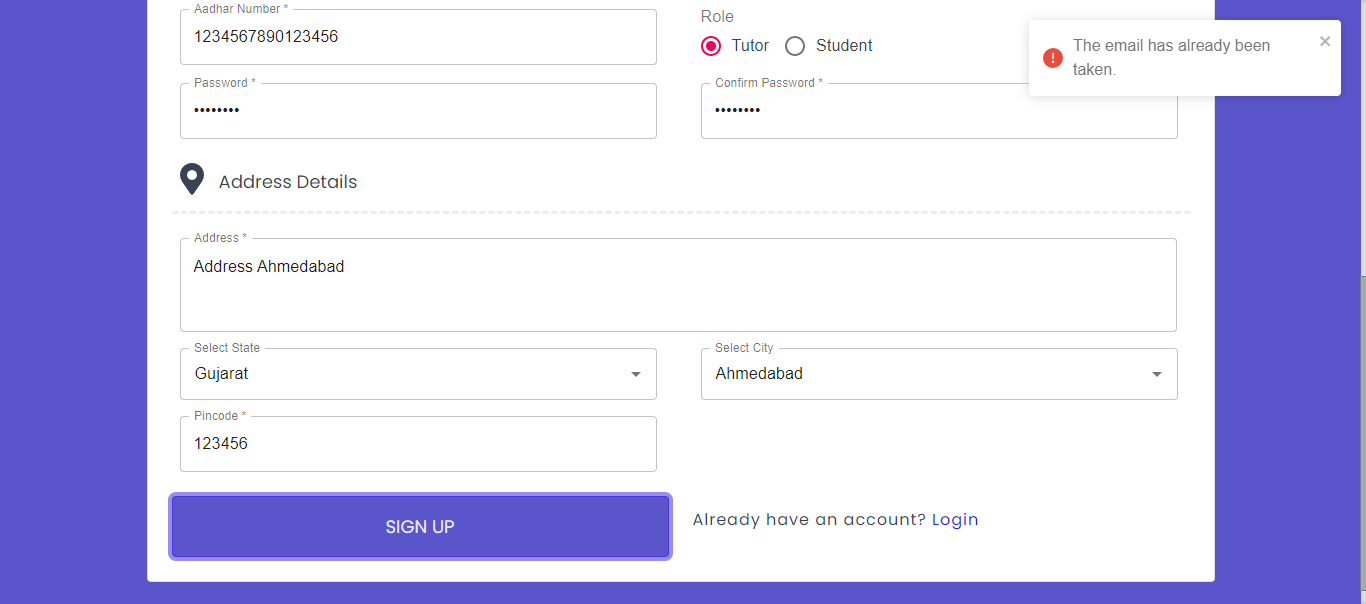 Aadhar Number *
1234567890123456
Role
Tutor
Student
The email has already been
taken.
Password *
••••••••
Confirm Password *
••••••••
Address Details
Address *
Address Ahmedabad
Select State
Gujarat
Select City
Ahmedabad
Pincode *
123456
SIGN UP
Already have an account? Login